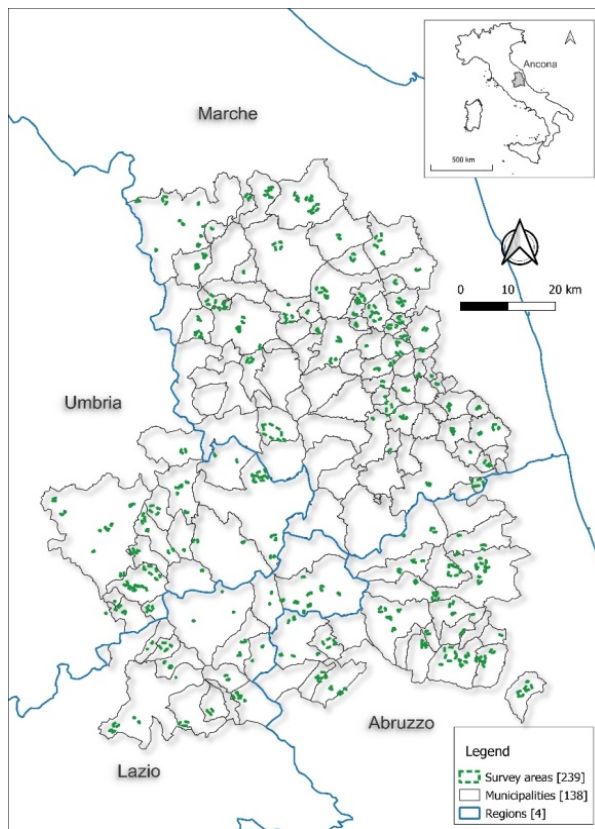 Marche
Ancona
500 km
0 10 20 km
Umbria
Abruzzo
Lazio
Legend
Survey areas [239]
Municipalities [138]
Regions [4]